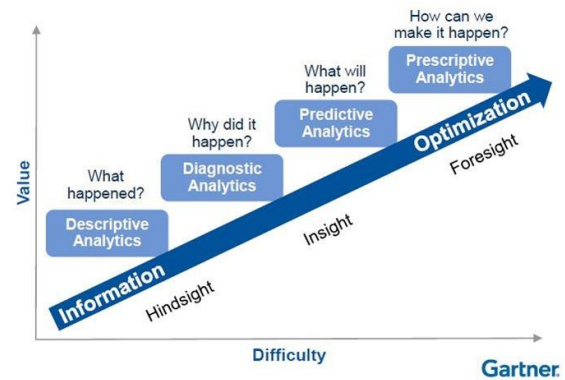 How can we
make it happen?
Prescriptive
Analytics
What will
happen?
Predictive
Analytics
Optimization
Foresight
Why did it
happen?
Diagnostic
Analytics
Insight
What
happened?
Descriptive
Analytics
Information
Hindsight
Value
Difficulty
Gartner